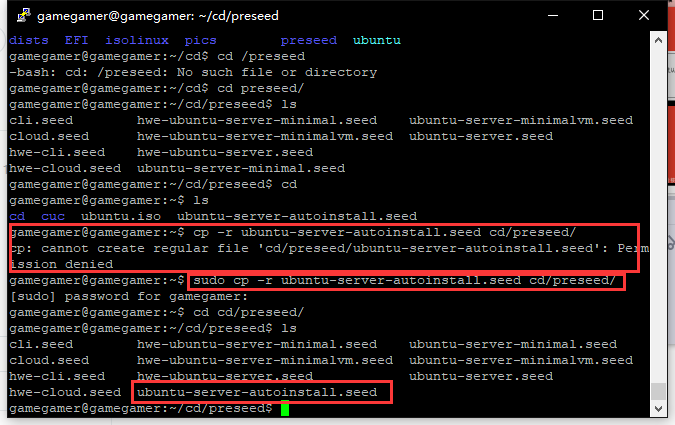 gamegamer@gamegamer: ~/cd/preseed
dists EFI isolinux pics preseed ubuntu
gamegamer@gamegamer:~/cd$ cd /preseed
-bash: cd: /preseed: No such file or directory
gamegamer@gamegamer:~/cd$ cd preseed/
gamegamer@gamegamer:~/cd/preseed$ ls
cli.seed hwe-ubuntu-server-minimal.seed ubuntu-server-minimalvm.seed
cloud.seed hwe-ubuntu-server-minimalvm.seed ubuntu-server.seed
hwe-cli.seed hwe-ubuntu-server.seed
hwe-cloud.seed ubuntu-server-minimal.seed
gamegamer@gamegamer:~/cd/preseed$ cd
gamegamer@gamegamer:~$ ls
cd cuc ubuntu.iso ubuntu-server-autoinstall.seed
gamegamer@gamegamer:~$ cp -r ubuntu-server-autoinstall.seed cd/preseed/
cp: cannot create regular file 'cd/preseed/ubuntu-server-autoinstall.seed': Perm
ission denied
gamegamer@gamegamer:~$ sudo cp -r ubuntu-server-autoinstall.seed cd/preseed/
[sudo] password for gamegamer:
gamegamer@gamegamer:~$ cd cd/preseed/
gamegamer@gamegamer:~/cd/preseed$ ls
cli.seed hwe-ubuntu-server-minimal.seed ubuntu-server-minimal.seed
cloud.seed hwe-ubuntu-server-minimalvm.seed ubuntu-server-minimalvm.seed
hwe-cli.seed hwe-ubuntu-server.seed ubuntu-server.seed
hwe-cloud.seed ubuntu-server-autoinstall.seed
gamegamer@gamegamer:~/cd/preseed$